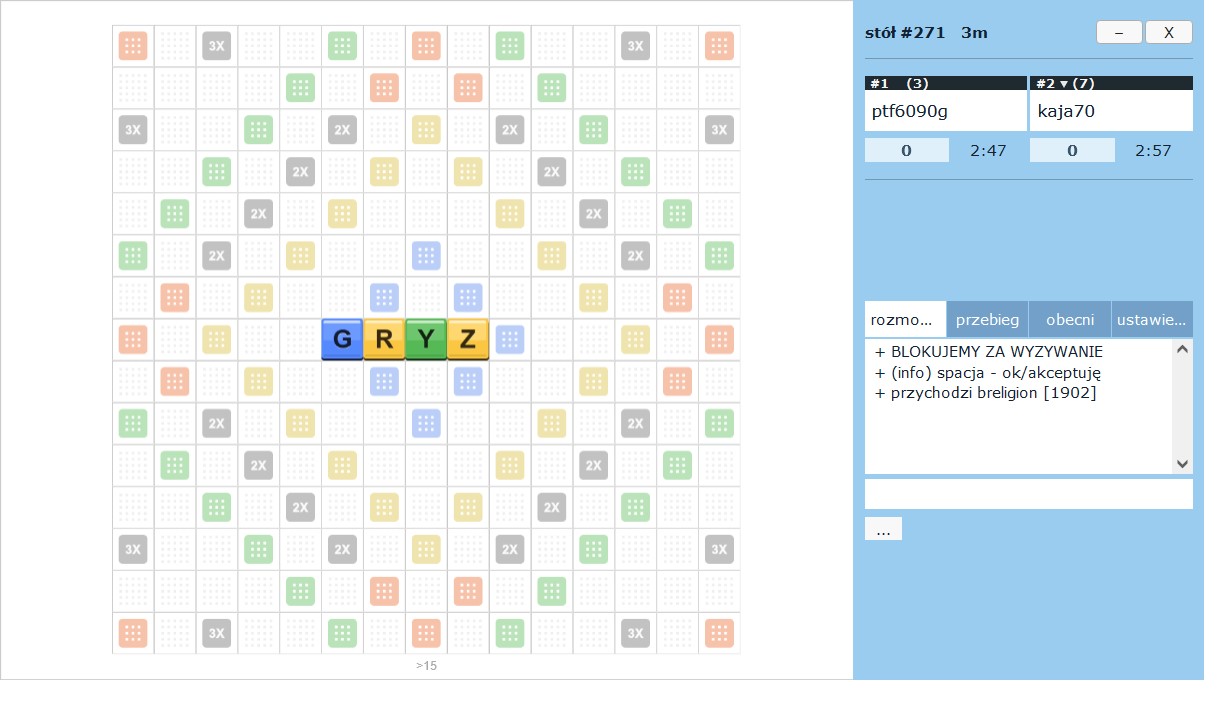 3X 3X
3X 2X 2X 3X
2X 2X
2X 2X
2X 2X
G R Y Z
2X 2X
2X 2X
2X 2X
3X 2X 2X 3X
3X 3X
>15
stół #271 3m
– X
#1 (3) #2 ▼ (7)
ptf6090g kaja70
0 2:47 0 2:57
rozmo... przebieg obecni ustawie...
+ BLOKUJEMY ZA WYZYWANIE
+ (info) spacja - ok/akceptuję
+ przychodzi breligion [1902]
...